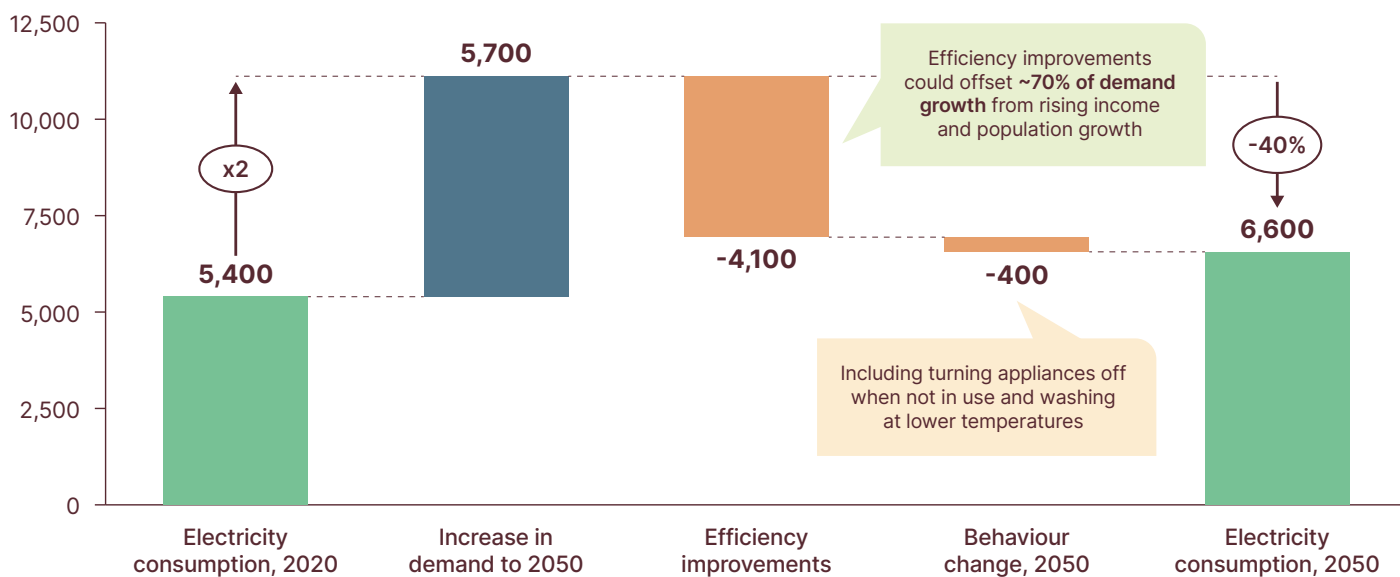 12,500
10,000
7,500
5,000
2,500
0
x2
5,400
5,700
-4,100
-400
6,600
-40%
Efficiency improvements
could offset ~70% of demand
growth from rising income
and population growth
Including turning appliances off
when not in use and washing
at lower temperatures
Electricity
consumption, 2020
Increase in
demand to 2050
Efficiency
improvements
Behaviour
change, 2050
Electricity
consumption, 2050